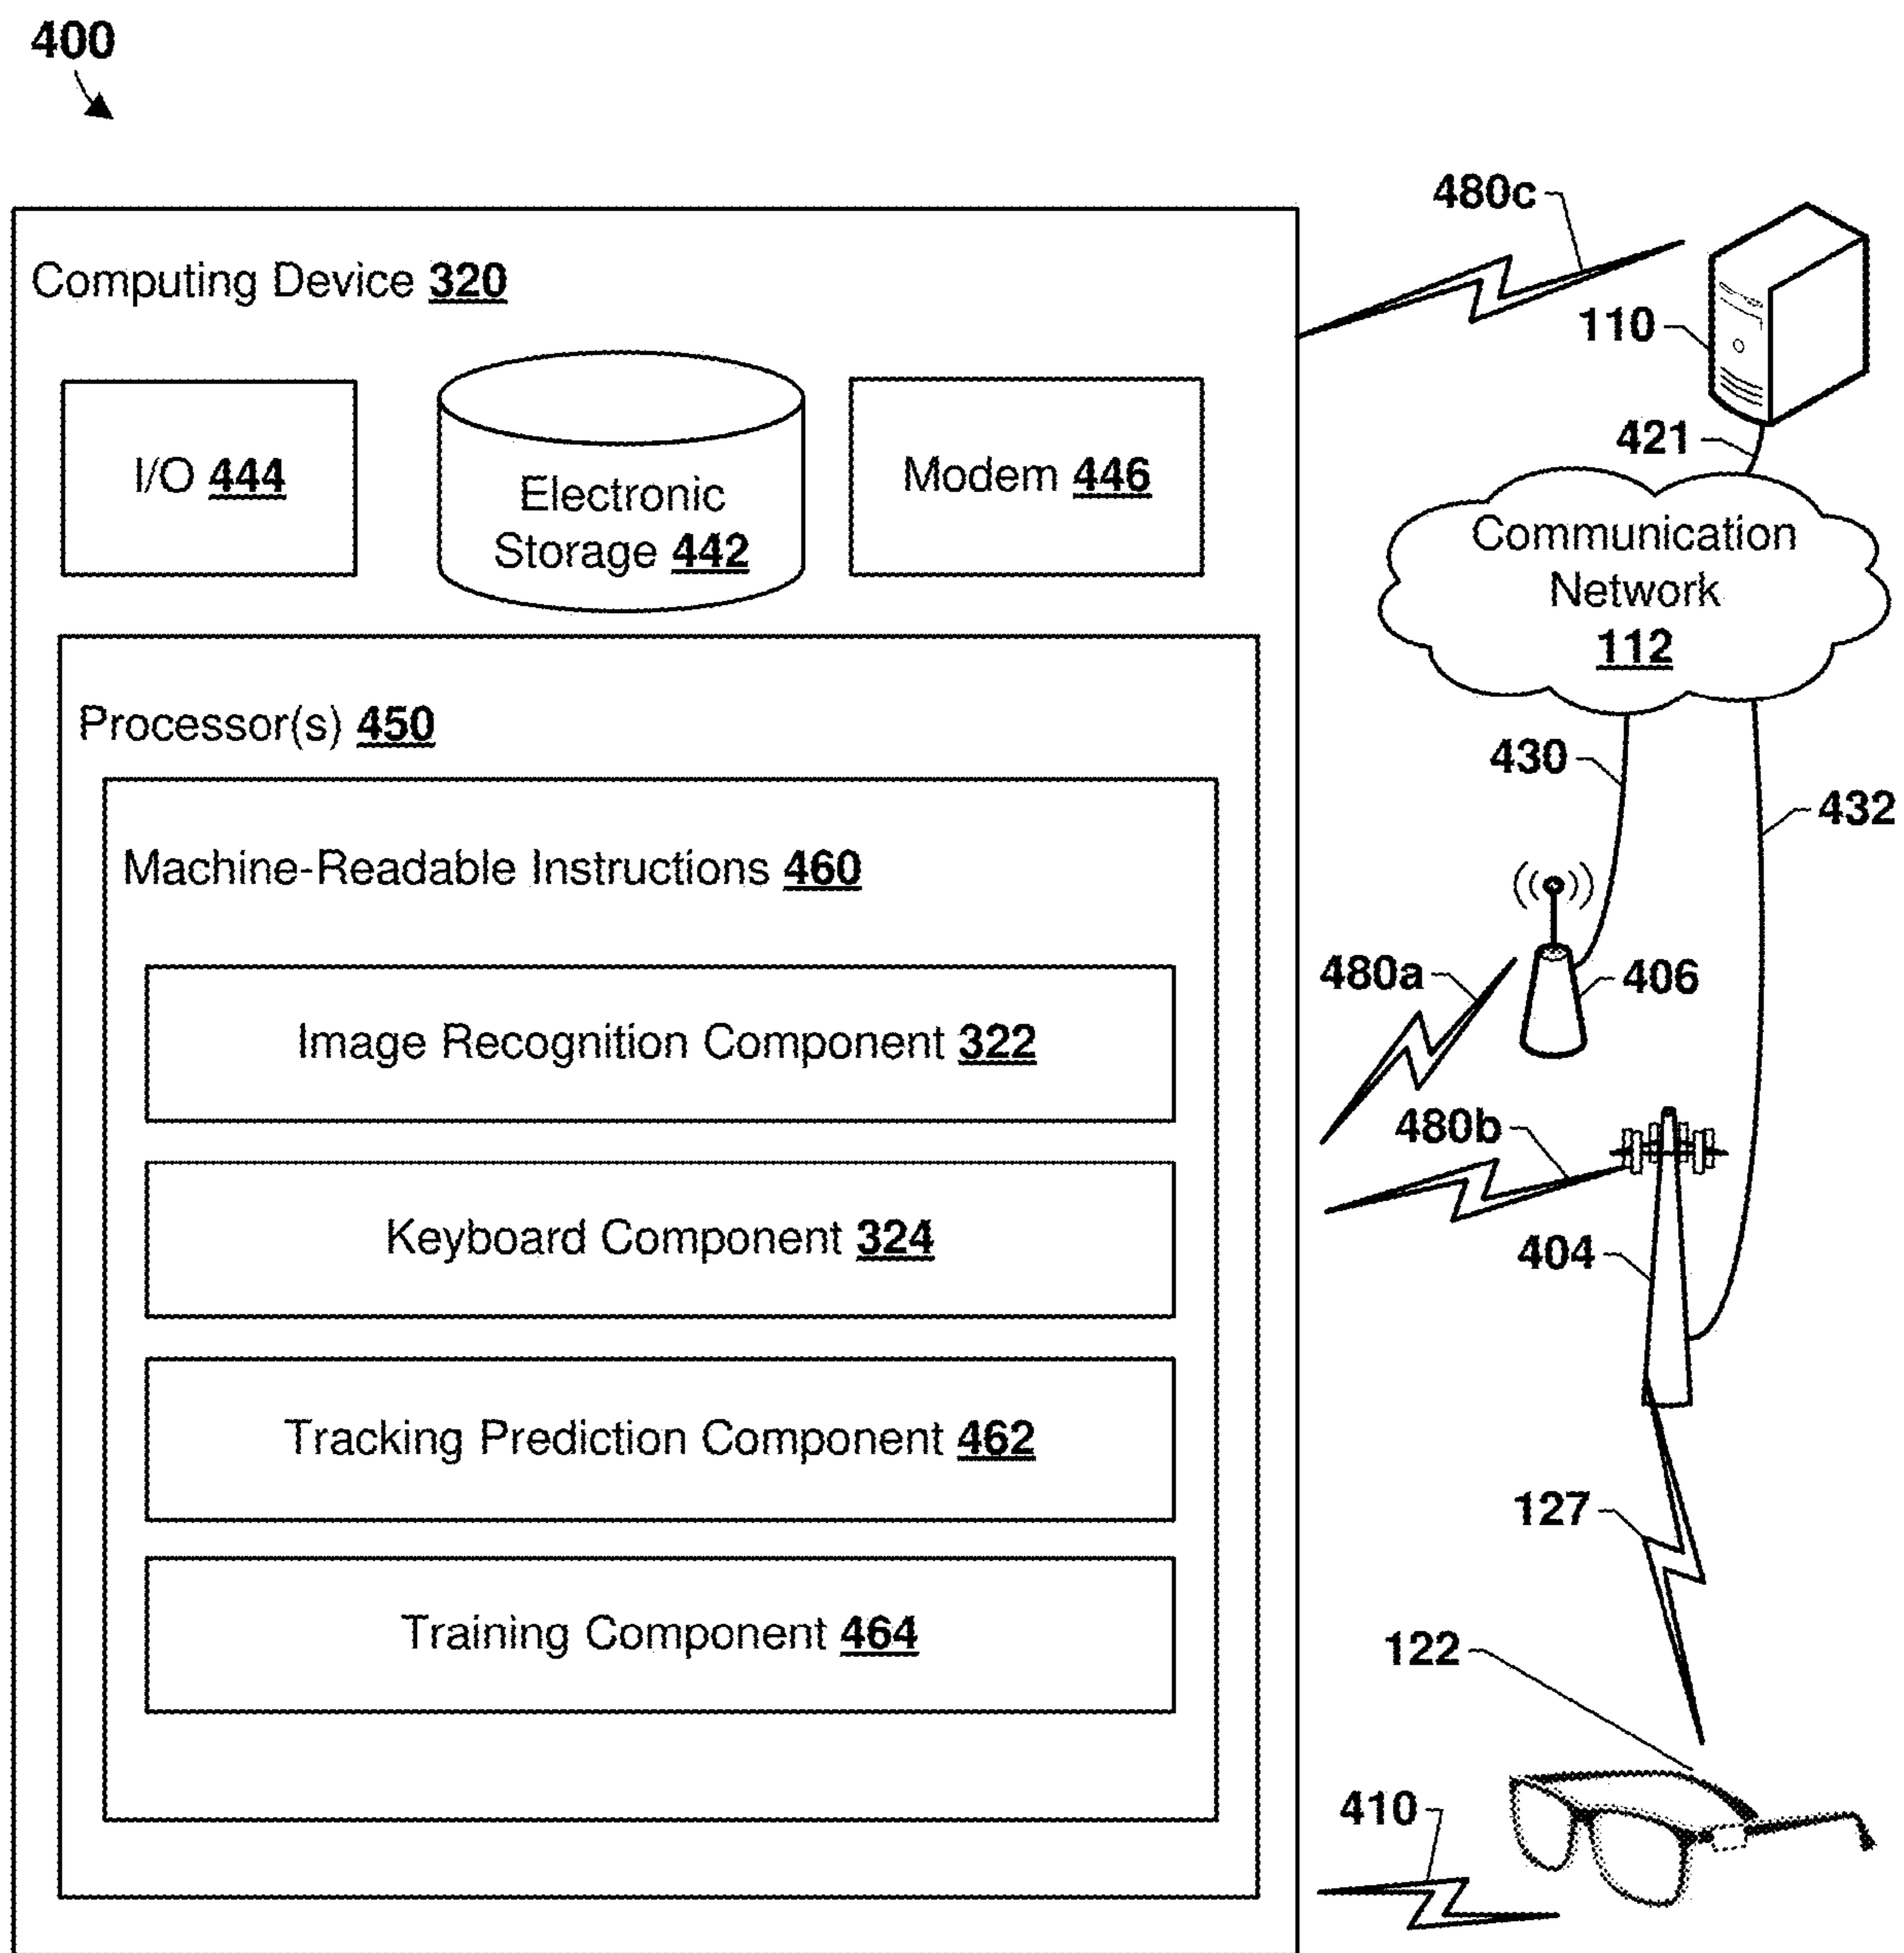 400
480c
Computing Device 320
110
421
I/O 444
Electronic
Storage 442
Modem 446
Communication
Network
112
Processor(s) 450
430
432
Machine-Readable Instructions 460
480a
406
Image Recognition Component 322
480b
Keyboard Component 324
404
Tracking Prediction Component 462
127
Training Component 464
122
410